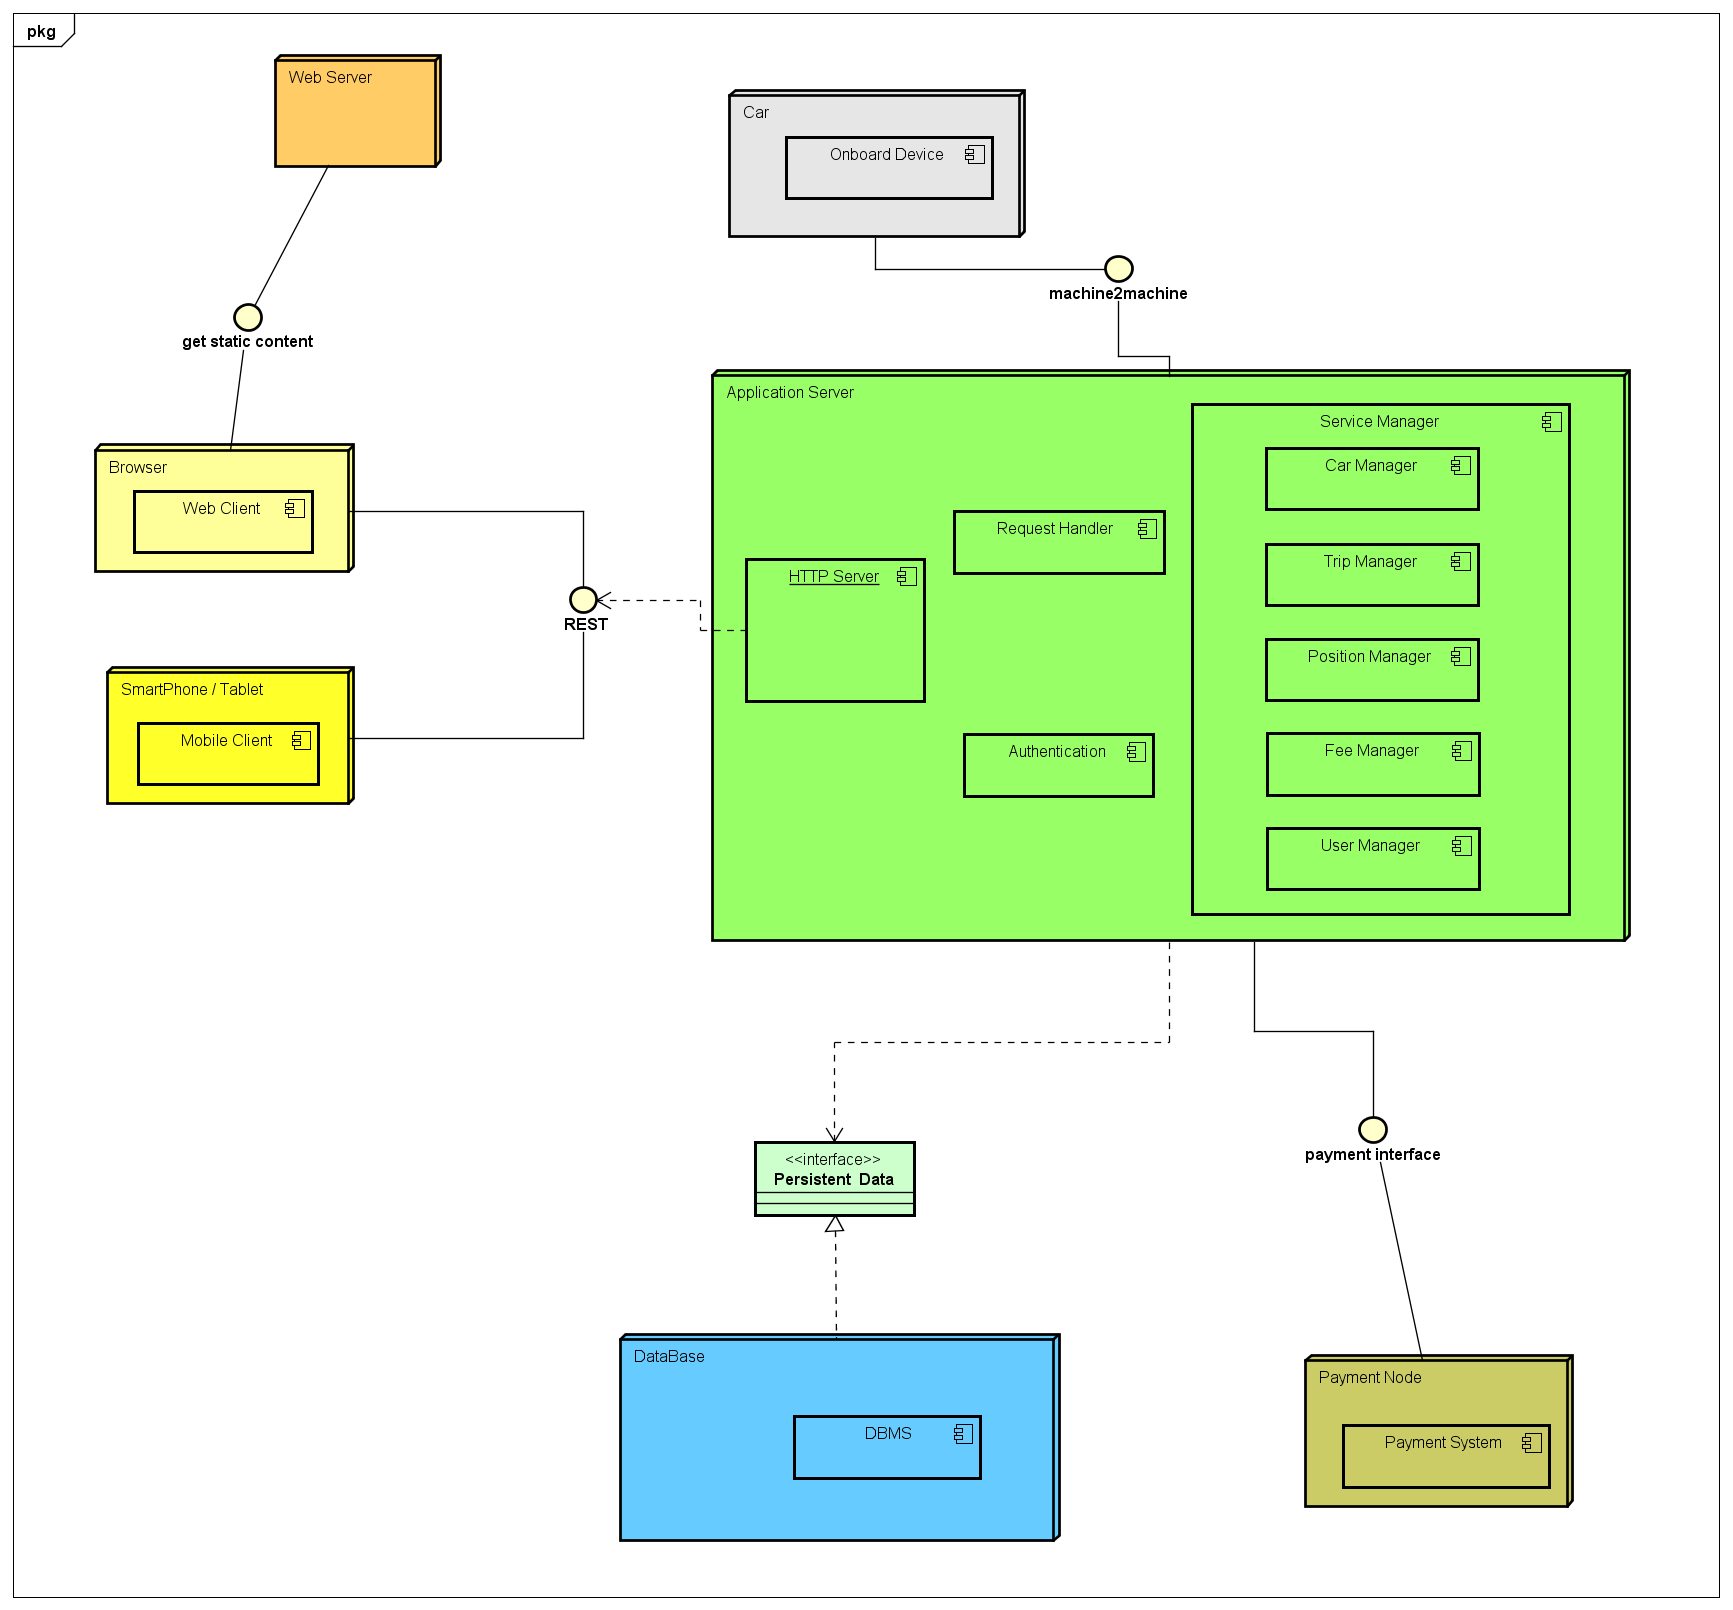 pkg
Web Server
Car
Onboard Device
machine2machine
get static content
Application Server
Service Manager
Car Manager
Browser
Web Client
Request Handler
Trip Manager
HTTP Server
REST
Position Manager
SmartPhone / Tablet
Mobile Client
Authentication
Fee Manager
User Manager
<<interface>>
Persistent Data
payment interface
DataBase
DBMS
Payment Node
Payment System